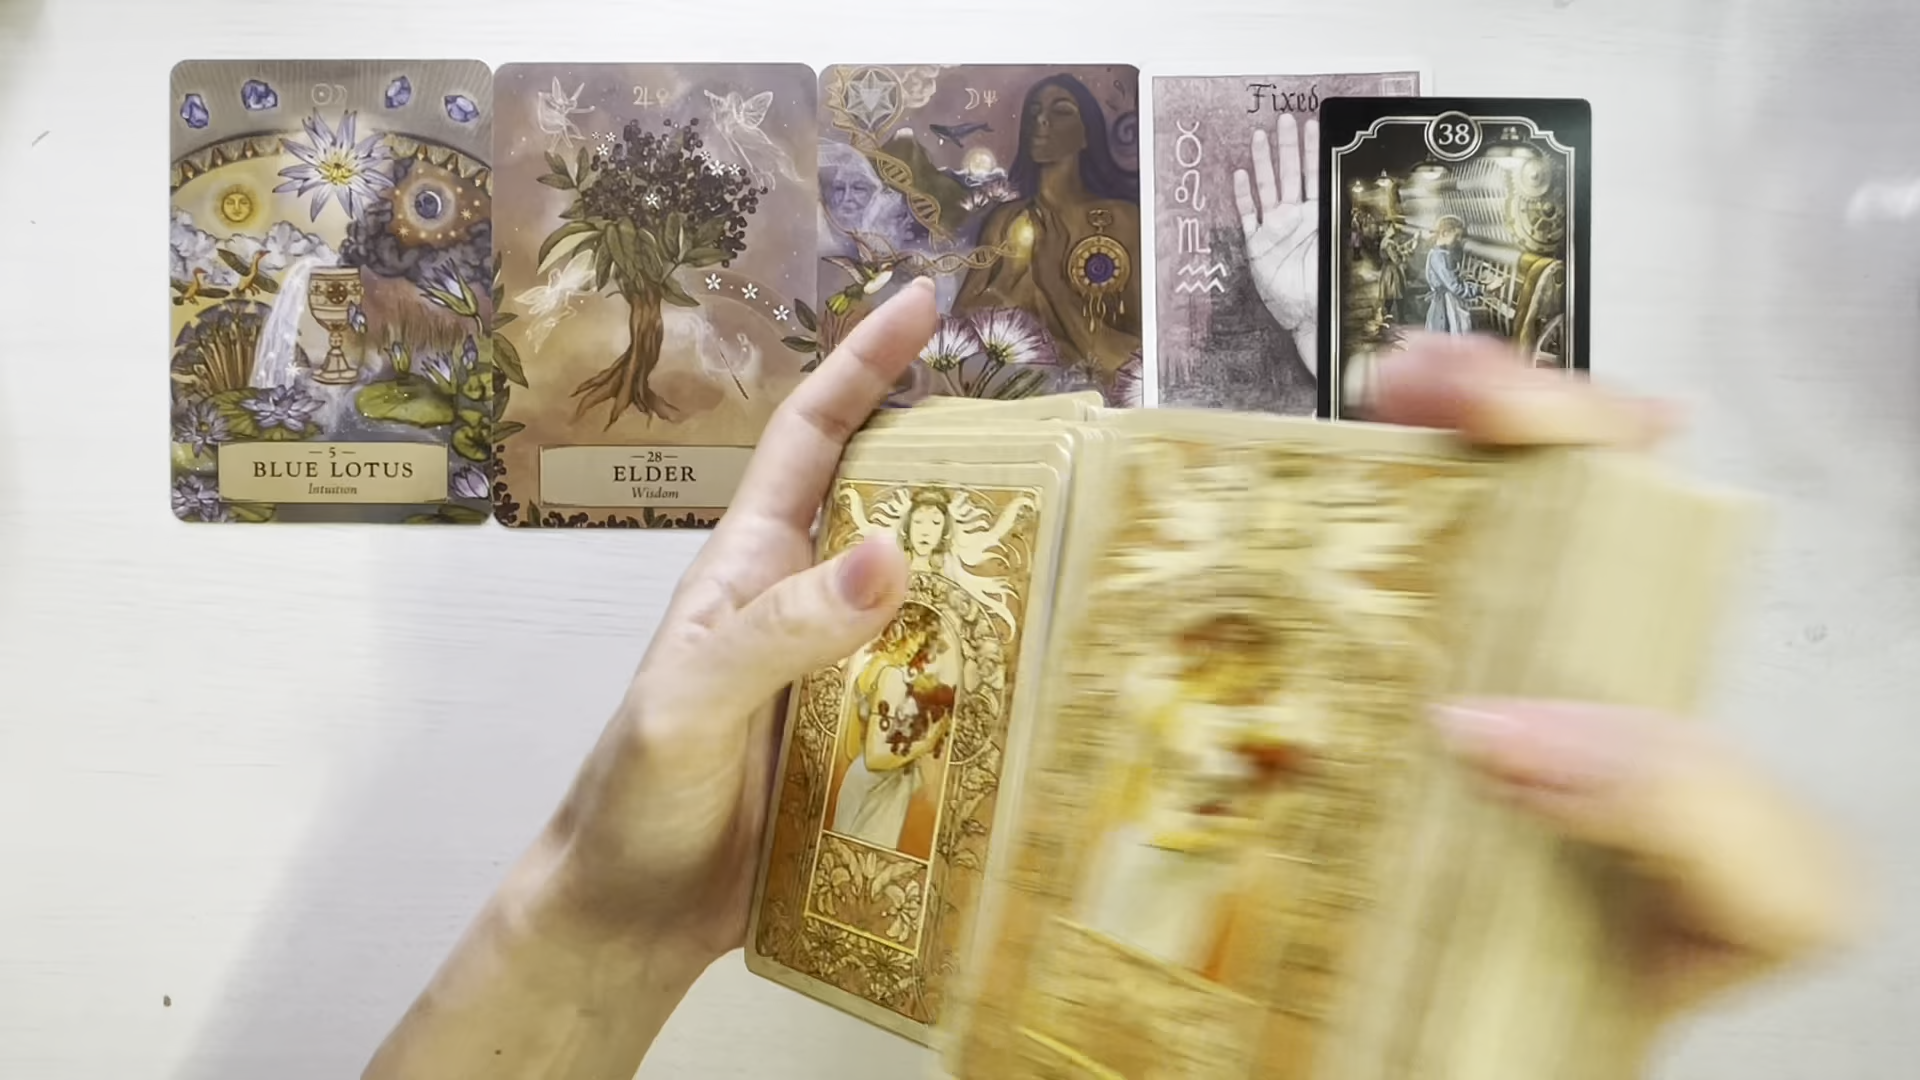 — 5 —
BLUE LOTUS
Intuition
—28—
ELDER
Wisdom
Fixed
38